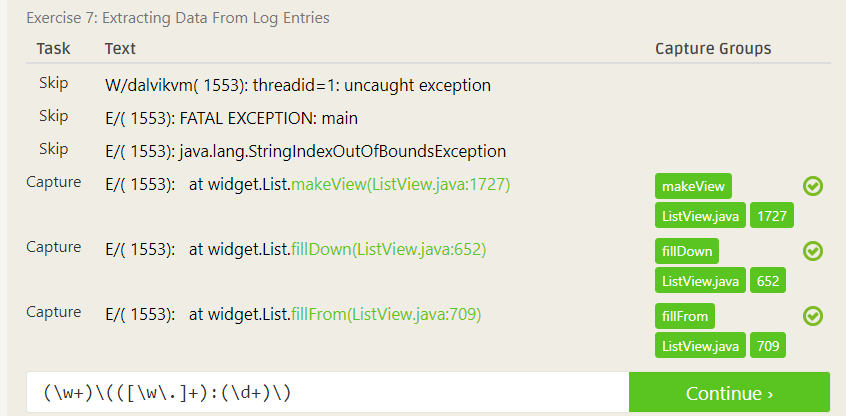 Exercise 7: Extracting Data From Log Entries
Task Text Capture Groups
Skip W/dalvikvm( 1553): threadid=1: uncaught exception
Skip E/( 1553): FATAL EXCEPTION: main
Skip E/( 1553): java.lang.StringIndexOutOfBoundsException
Capture E/( 1553): at widget.List.makeView(ListView.java:1727) makeView
ListView.java 1727
Capture E/( 1553): at widget.List.fillDown(ListView.java:652) fillDown
ListView.java 652
Capture E/( 1553): at widget.List.fillFrom(ListView.java:709) fillFrom
ListView.java 709
(\w+)\(([\w\.]+):(\d+)\) Continue ›